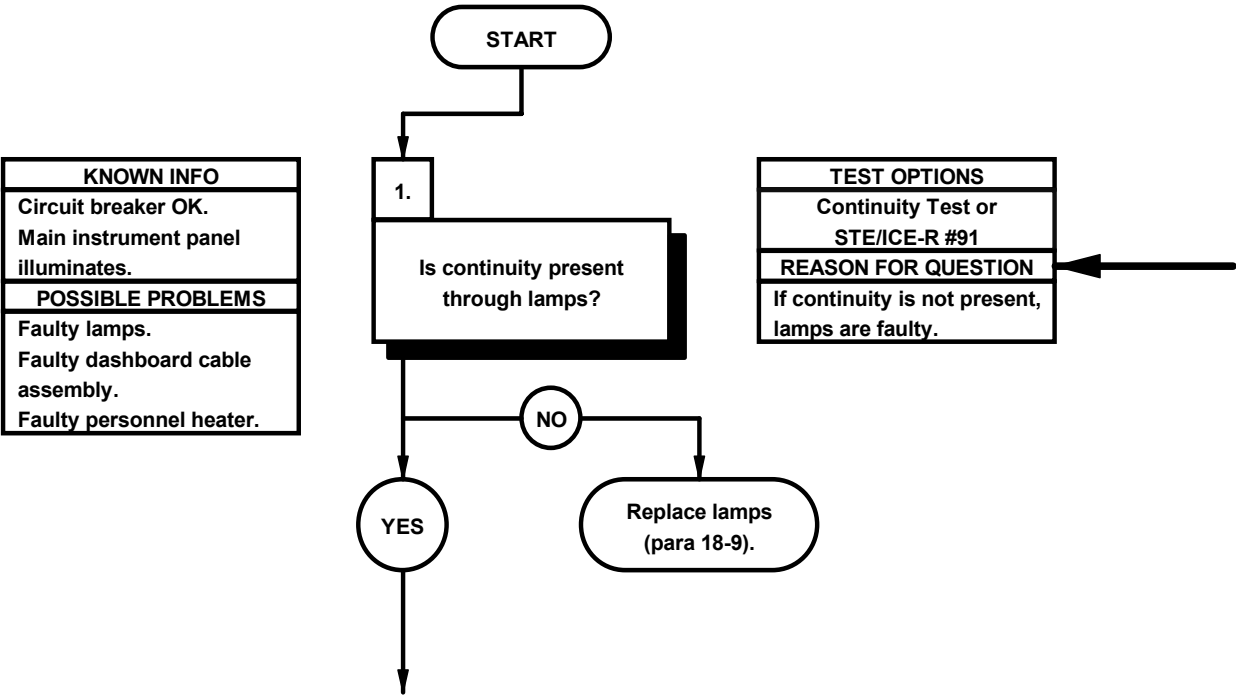 START
KNOWN INFO
Circuit breaker OK.
Main instrument panel
illuminates.
POSSIBLE PROBLEMS
Faulty lamps.
Faulty dashboard cable
assembly.
Faulty personnel heater.
1.
Is continuity present
through lamps?
TEST OPTIONS
Continuity Test or
STE/ICE-R #91
REASON FOR QUESTION
If continuity is not present,
lamps are faulty.
NO
YES
Replace lamps
(para 18-9).